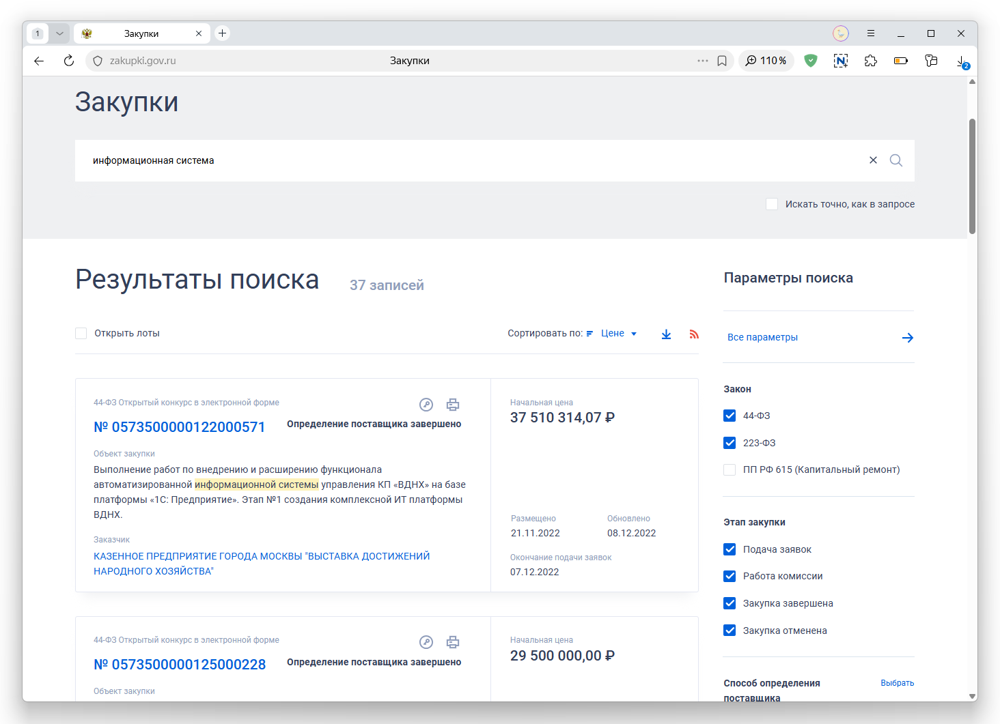 1
Закупки
zakupki.gov.ru
Закупки
110 %
2
Закупки
информационная система
Искать точно, как в запросе
Результаты поиска
37 записей
Параметры поиска
Открыть лоты
Сортировать по:
Цене
Все параметры
44-ФЗ Открытый конкурс в электронной форме
№ 0573500000122000571
Определение поставщика завершено
Объект закупки
Выполнение работ по внедрению и расширению функционала
автоматизированной информационной системы управления КП «ВДНХ» на базе
платформы «1С: Предприятие». Этап №1 создания комплексной ИТ платформы
ВДНХ.
Заказчик
КАЗЕННОЕ ПРЕДПРИЯТИЕ ГОРОДА МОСКВЫ "ВЫСТАВКА ДОСТИЖЕНИЙ
НАРОДНОГО ХОЗЯЙСТВА"
Начальная цена
37 510 314,07 ₽
Размещено
21.11.2022
Обновлено
08.12.2022
Окончание подачи заявок
07.12.2022
44-ФЗ Открытый конкурс в электронной форме
№ 0573500000125000228
Определение поставщика завершено
Объект закупки
Начальная цена
29 500 000,00 ₽
Закон
44-ФЗ
223-ФЗ
ПП РФ 615 (Капитальный ремонт)
Этап закупки
Подача заявок
Работа комиссии
Закупка завершена
Закупка отменена
Способ определения
поставщика
Выбрать